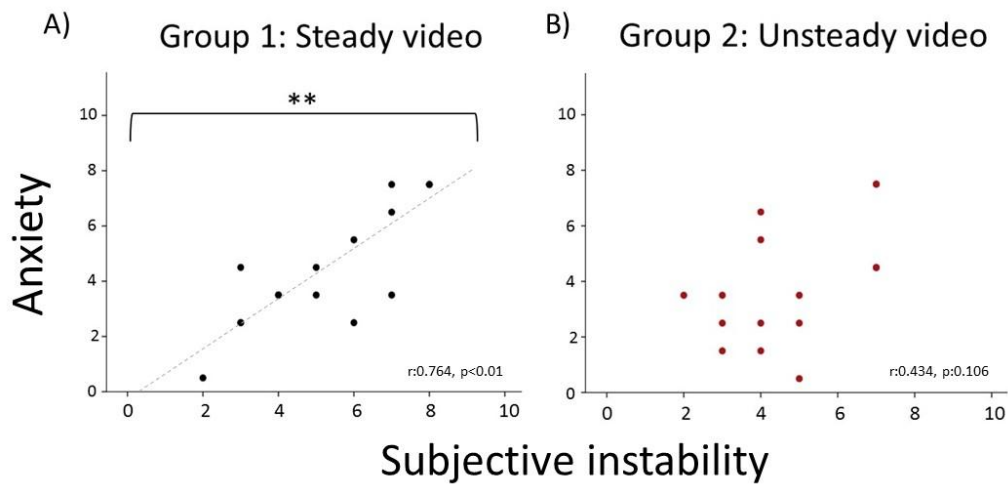 A)
Group 1: Steady video
**
Anxiety
10
8
6
4
2
0
r:0.764, p<0.01
0 2 4 6 8 10
B)
Group 2: Unsteady video
10
8
6
4
2
0
r:0.434, p:0.106
0 2 4 6 8 10
Subjective instability